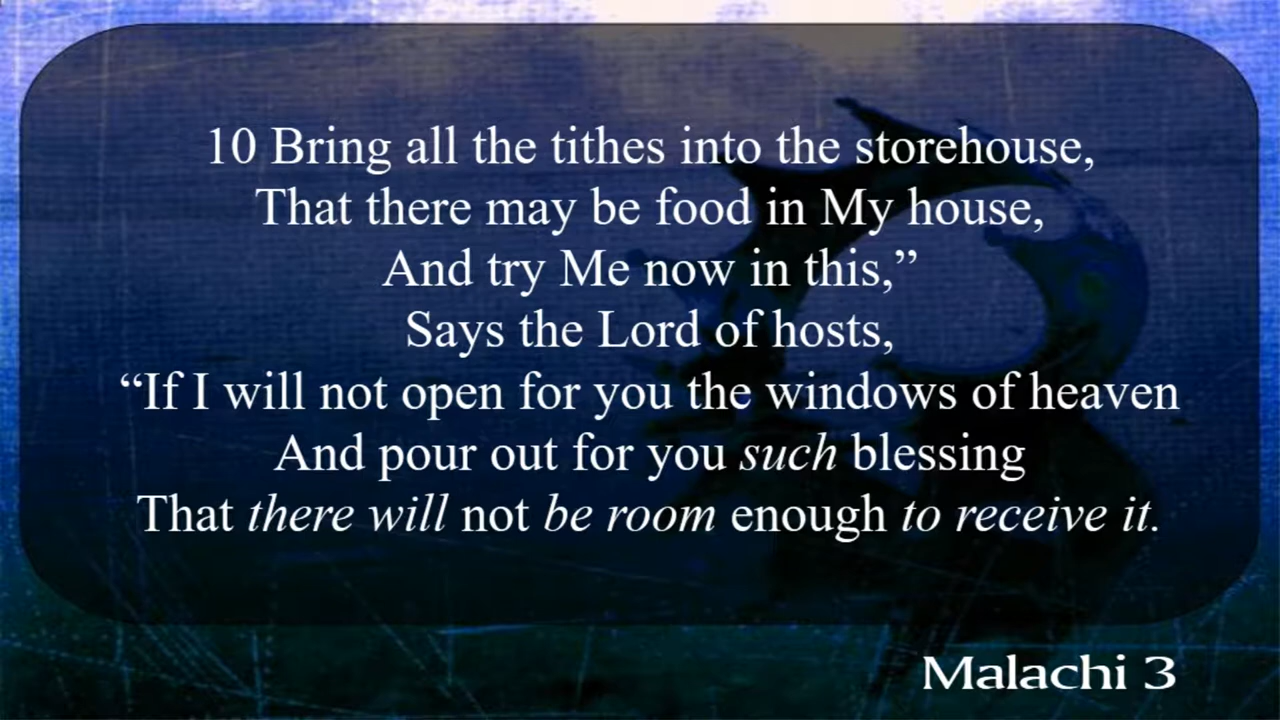 10 Bring all the tithes into the storehouse,
That there may be food in My house,
And try Me now in this,”
Says the Lord of hosts,
“If I will not open for you the windows of heaven
And pour out for you such blessing
That there will not be room enough to receive it.
Malachi 3